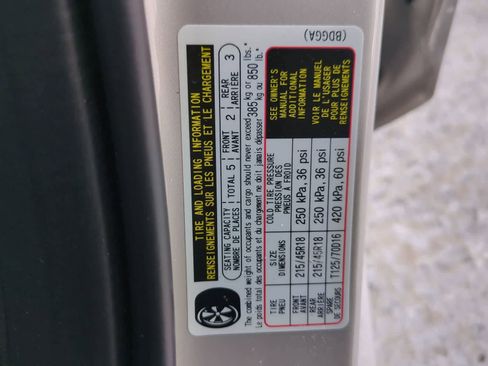 (BDGGA)
TIRE AND LOADING INFORMATION
RENSEIGNEMENTS SUR LES PNEUS ET LE CHARGEMENT
SEATING CAPACITY
NOMBRE DE PLACES
TOTAL 5
FRONT
AVANT
2
REAR
ARRIÈRE
3
The combined weight of occupants and cargo should never exceed
Le poids total des occupants et du chargement ne doit jamais dépasser
385 kg or 850 lbs.
kg ou lb.
TIRE
PNEU
SIZE
DIMENSIONS
COLD TIRE PRESSURE
PRESSION DES
PNEUS À FROID
FRONT
AVANT
215/45R18
250 kPa, 36 psi
REAR
ARRIÈRE
215/45R18
250 kPa, 36 psi
SPARE
DE SECOURS
T125/70D16
420 kPa, 60 psi
SEE OWNER'S
MANUAL FOR
ADDITIONAL
INFORMATION
VOIR LE MANUEL
DE L'USAGER
POUR PLUS DE
RENSEIGNEMENTS